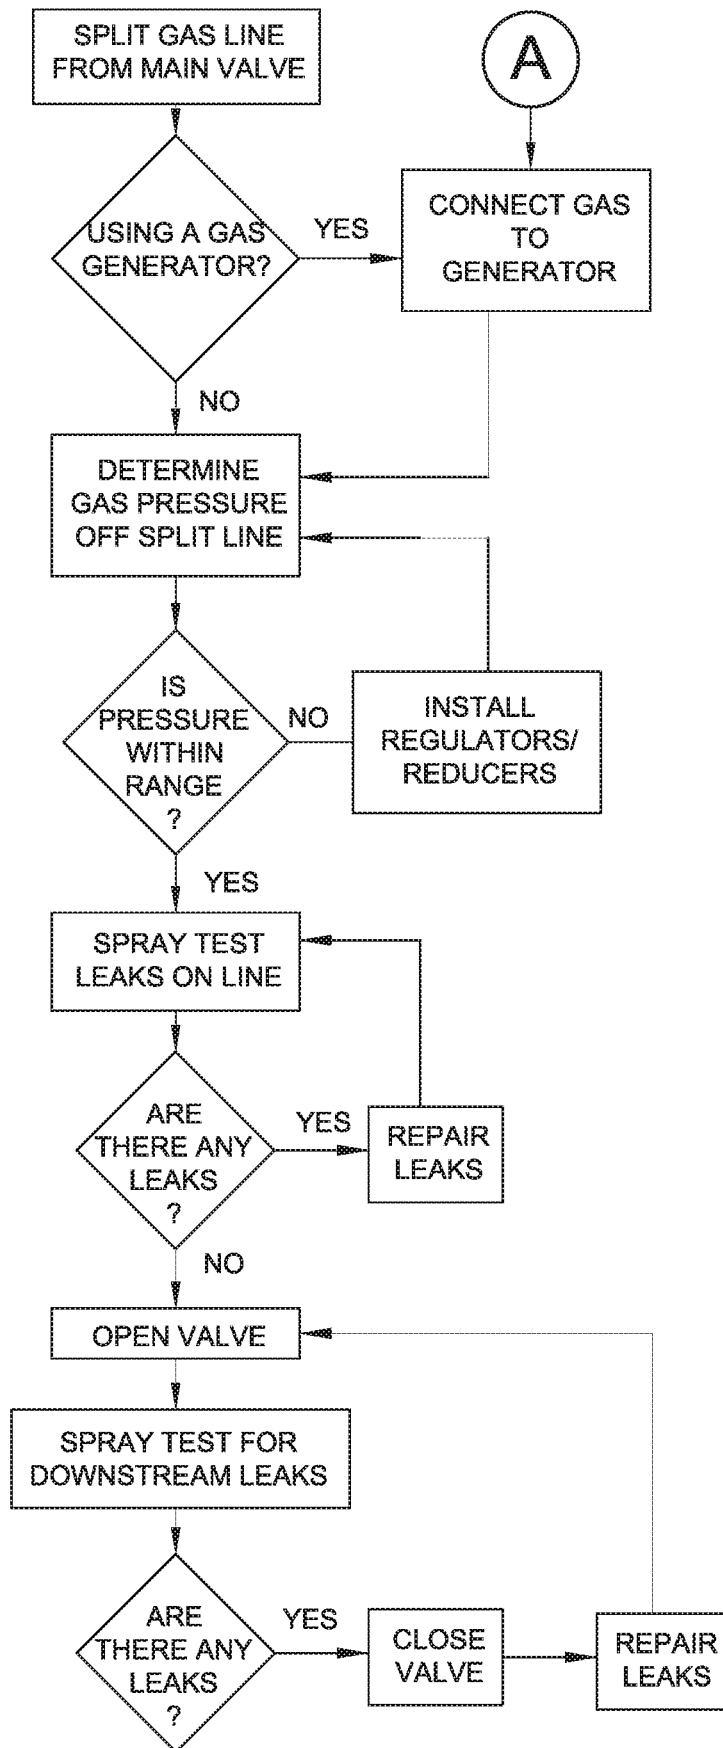 SPLIT GAS LINE
FROM MAIN VALVE
A
USING A GAS
GENERATOR?
YES
CONNECT GAS
TO
GENERATOR
NO
DETERMINE
GAS PRESSURE
OFF SPLIT LINE
IS
PRESSURE
WITHIN
RANGE
?
NO
INSTALL
REGULATORS/
REDUCERS
YES
SPRAY TEST
LEAKS ON LINE
ARE
THERE ANY
LEAKS
?
YES
REPAIR
LEAKS
NO
OPEN VALVE
SPRAY TEST FOR
DOWNSTREAM LEAKS
ARE
THERE ANY
LEAKS
?
YES
CLOSE
VALVE
REPAIR
LEAKS